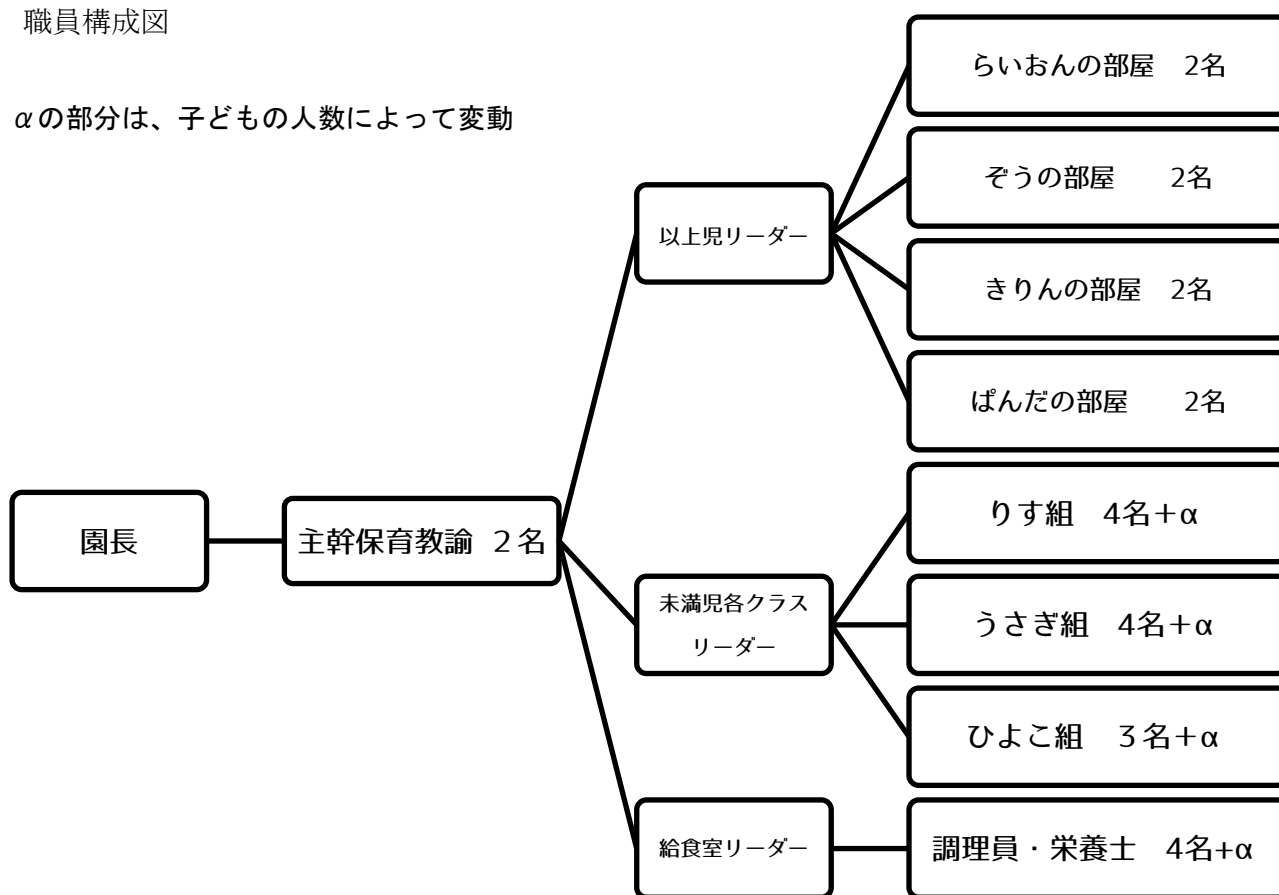 職員構成図
αの部分は、子どもの人数によって変動
園長
主幹保育教諭 2名
以上児リーダー
らいおんの部屋 2名
ぞうの部屋 2名
きりんの部屋 2名
ぱんだの部屋 2名
未満児各クラス
リーダー
りす組 4名+α
うさぎ組 4名+α
ひよこ組 3名+α
給食室リーダー
調理員・栄養士 4名+α